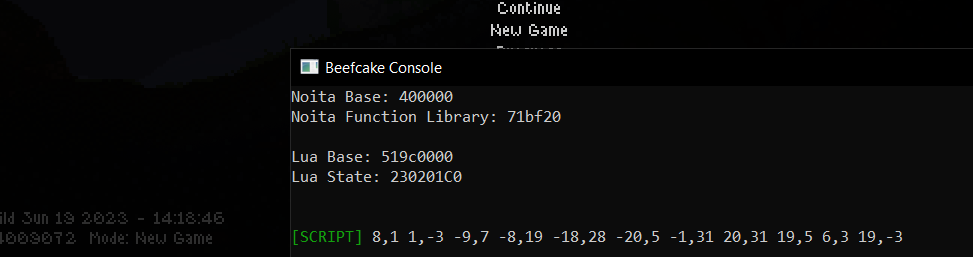 Continue
New Game
Beefcake Console
Noita Base: 400000
Noita Function Library: 71bf20
Lua Base: 519c0000
Lua State: 230201C0
ild Jun 19 2023 - 14:18:46
4009072 Mode: New Game
[SCRIPT] 8,1 1,-3 -9,7 -8,19 -18,28 -20,5 -1,31 20,31 19,5 6,3 19,-3